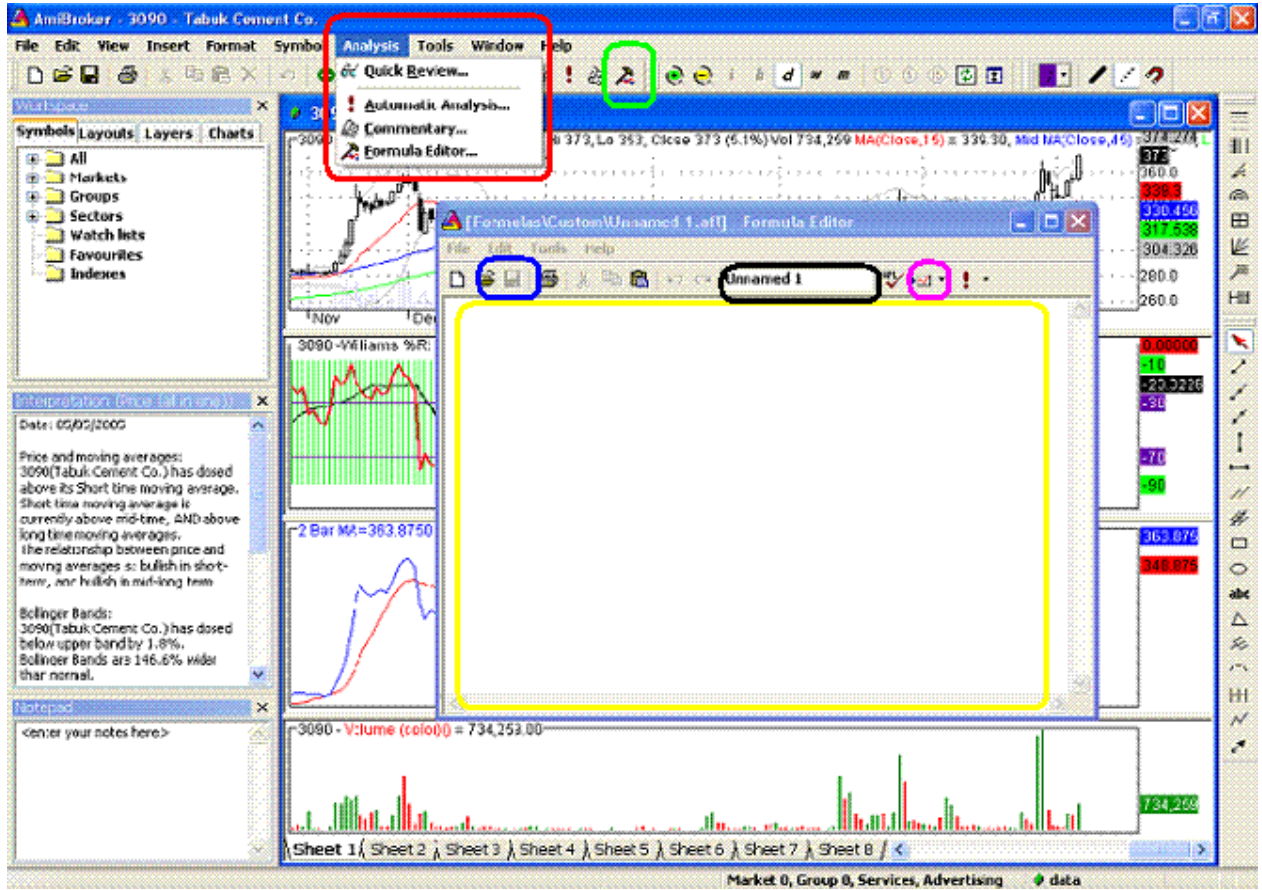 AmiBroker - 3090 - Tabuk Cement Co.
File Edit View Insert Format Symbol Analysis Tools Window Help
Quick Review...
Automatic Analysis...
Commentary...
Formula Editor...
i h d w m
Workspace
Symbols Layouts Layers Charts
All
Markets
Groups
Sectors
Watch lists
Favourites
Indexes
Interpretation (Price (all in one))
Date: 05/05/2005
Price and moving averages:
3090(Tabuk Cement Co.) has closed
above its Short time moving average.
Short time moving average is
currently above mid-time, AND above
long time moving averages.
The relationship between price and
moving averages is: bullish in short-
term, and bullish in mid-long term
Bollinger Bands:
3090(Tabuk Cement Co.) has closed
below upper band by 1.8%.
Bollinger Bands are 146.6% wider
than normal.
Notepad
<enter your notes here>
Hi 373, Lo 353, Close 373 (5.1%) Vol 734,259 MA(Close,15) = 339.30, Mid MA(Close,45)
374.274
373
360.0
339.3
330.456
317.538
304.326
280.0
260.0
Nov
[Formulas\Custom\Unnamed 1.afl] - Formula Editor
File Edit Tools Help
Unnamed 1
3090 - Williams %R:
0.00000
-10
-30
-70
-90
2 Bar MA=363.8750
363.875
348.875
3090 - Volume (color)() = 734,253.00
734,259
Sheet 1 Sheet 2 Sheet 3 Sheet 4 Sheet 5 Sheet 6 Sheet 7 Sheet 8
Market 0, Group 0, Services, Advertising data
abc